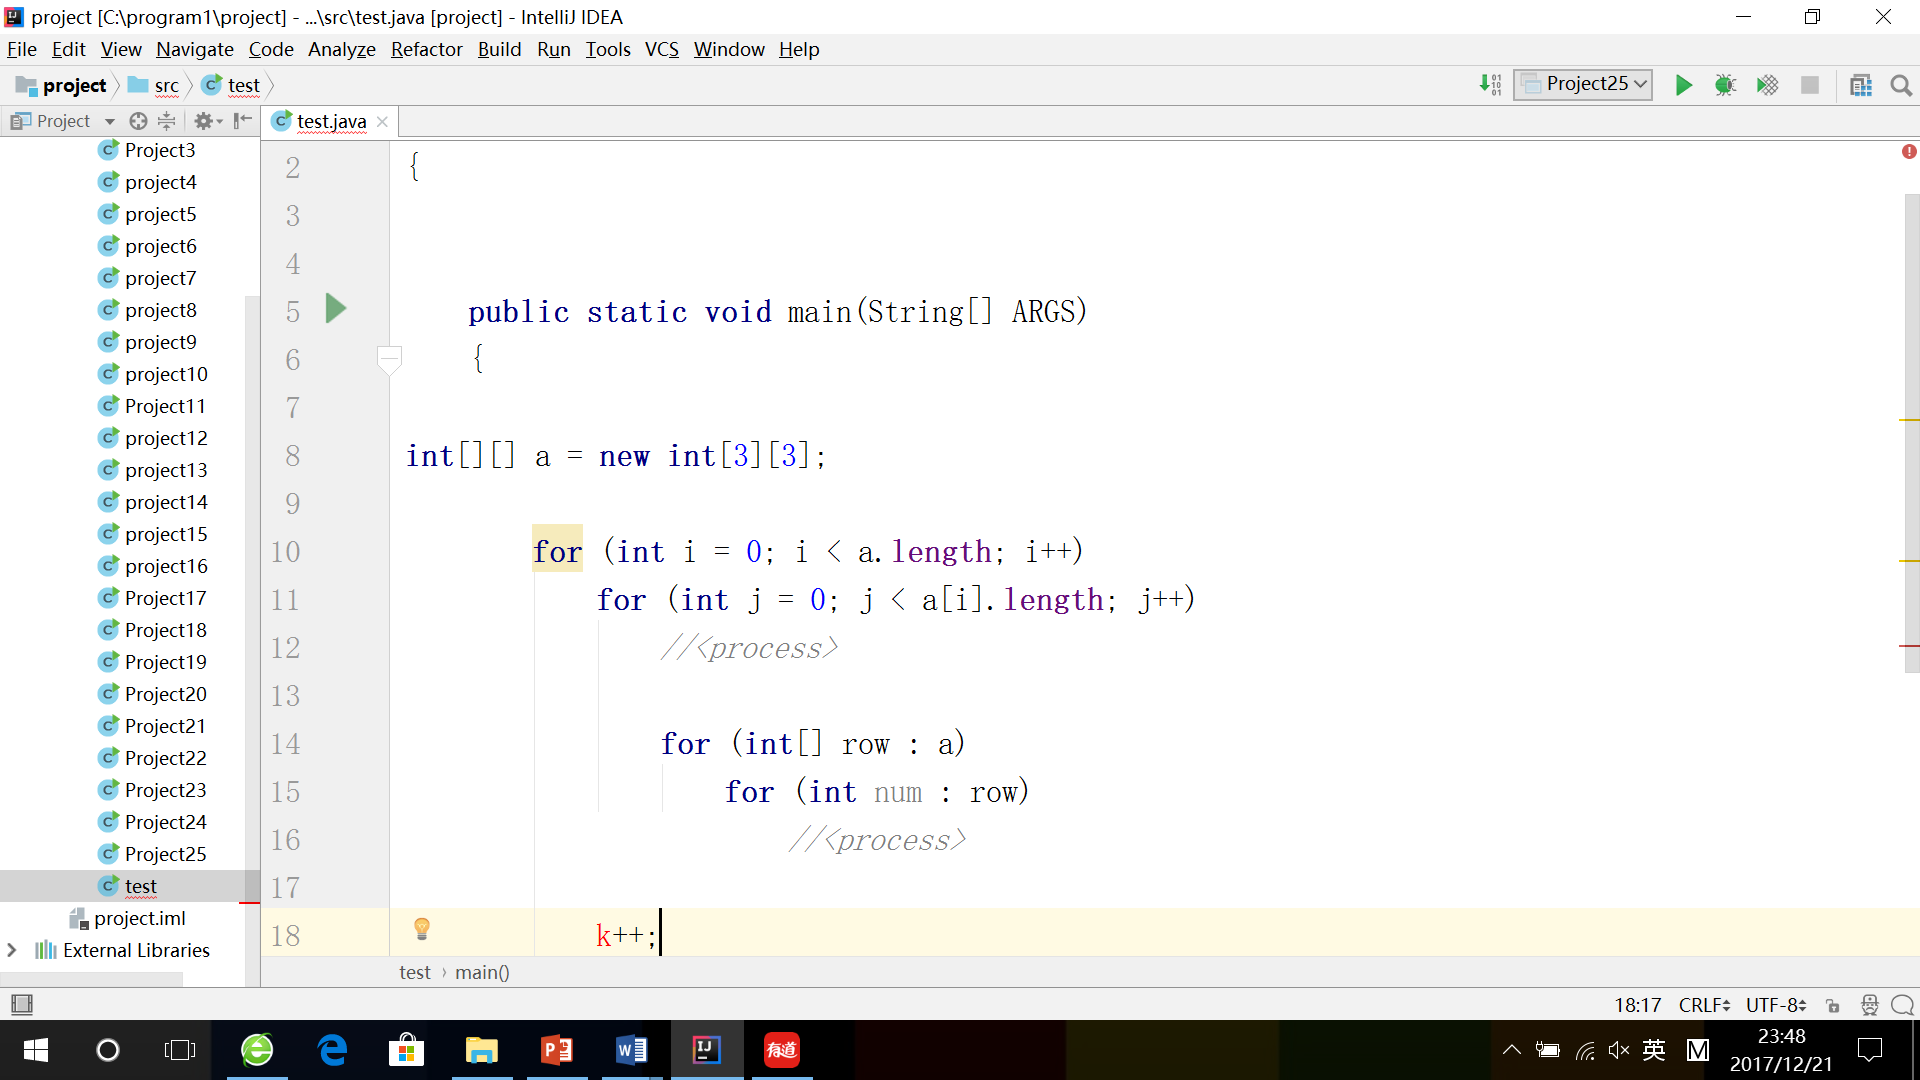 project [C:\program1\project] - ...\src\test.java [project] - IntelliJ IDEA
File Edit View Navigate Code Analyze Refactor Build Run Tools VCS Window Help
project src test Project25
Project test.java
Project3
project4
project5
project6
project7
project8
project9
project10
Project11
project12
project13
project14
project15
project16
Project17
Project18
Project19
Project20
Project21
Project22
Project23
Project24
Project25
test
project.iml
External Libraries
2 {
3
4
5 public static void main(String[] ARGS)
6 {
7
8 int[][] a = new int[3][3];
9
10 for (int i = 0; i < a.length; i++)
11 for (int j = 0; j < a[i].length; j++)
12 //<process>
13
14 for (int[] row : a)
15 for (int num : row)
16 //<process>
17
18 k++;
test › main()
18:17 CRLF UTF-8
英 M 23:48
2017/12/21
有道